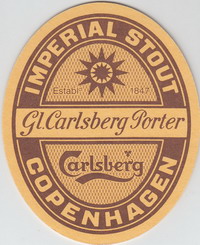 IMPERIAL STOUT
Establ 1847
Gl. Carlsberg Porter
Carlsberg
COPENHAGEN